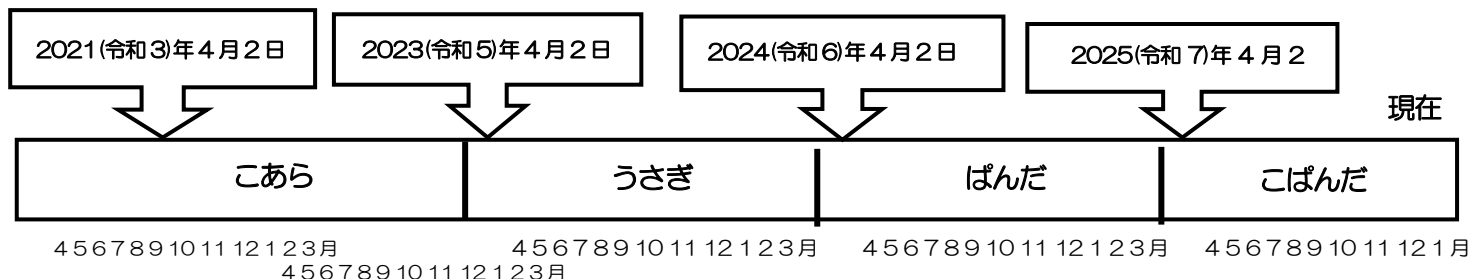 2021(令和3)年4月2日
2023(令和5)年4月2日
2024(令和6)年4月2日
2025(令和7)年4月2
現在
こあら
うさぎ
ぱんだ
こぱんだ
4 5 6 7 8 9 10 11 12 1 2 3月
4 5 6 7 8 9 10 11 12 1 2 3月
4 5 6 7 8 9 10 11 12 1 2 3月
4 5 6 7 8 9 10 11 12 1月
4 5 6 7 8 9 10 11 12 1 2 3月